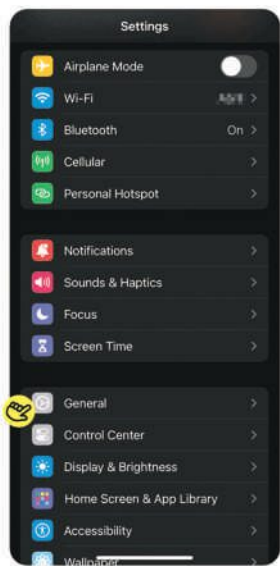 Settings
Airplane Mode
Wi-Fi
Bluetooth On
Cellular
Personal Hotspot
Notifications
Sounds & Haptics
Focus
Screen Time
General
Control Center
Display & Brightness
Home Screen & App Library
Accessibility
Wallpaper